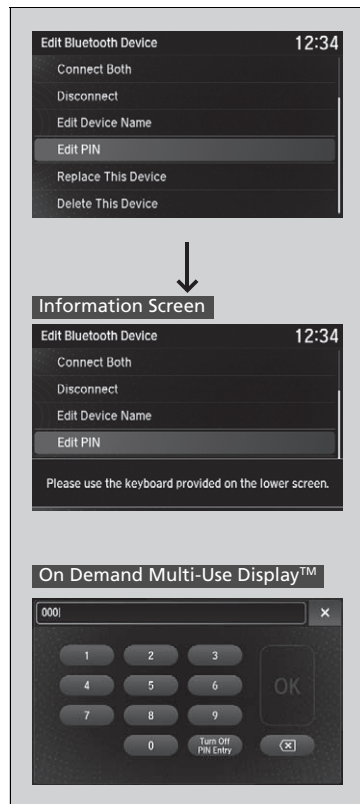 Edit Bluetooth Device 12:34
Connect Both
Disconnect
Edit Device Name
Edit PIN
Replace This Device
Delete This Device
Information Screen
Edit Bluetooth Device 12:34
Connect Both
Disconnect
Edit Device Name
Edit PIN
Please use the keyboard provided on the lower screen.
On Demand Multi-Use Display™
000 ×
1 2 3
4 5 6 OK
7 8 9
0 Turn Off
PIN Entry